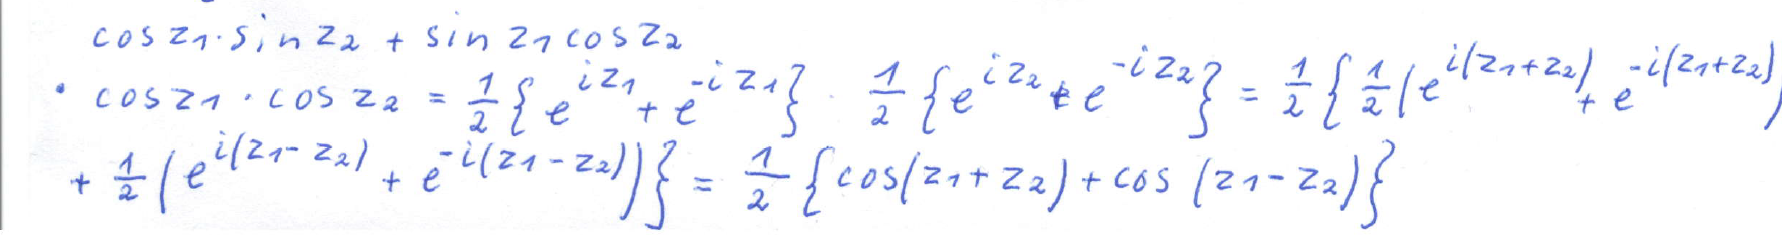 cos z₁ · sin z₂ + sin z₁ cos z₂
• cos z₁ · cos z₂ = 1/2 { e^{iz₁} + e^{-iz₁} } · 1/2 { e^{iz₂} + e^{-iz₂} } = 1/2 { 1/2 ( e^{i(z₁+z₂)} + e^{-i(z₁+z₂)} )
+ 1/2 ( e^{i(z₁-z₂)} + e^{-i(z₁-z₂)} ) } = 1/2 { cos(z₁+z₂) + cos (z₁-z₂) }